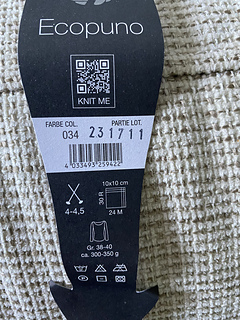 Ecopuno
KNIT ME
FARBE COL. PARTIE LOT.
034 231711
4 033493 259422
10x10 cm
30 R
4-4,5 24 M
Gr. 38-40
ca. 300-350 g